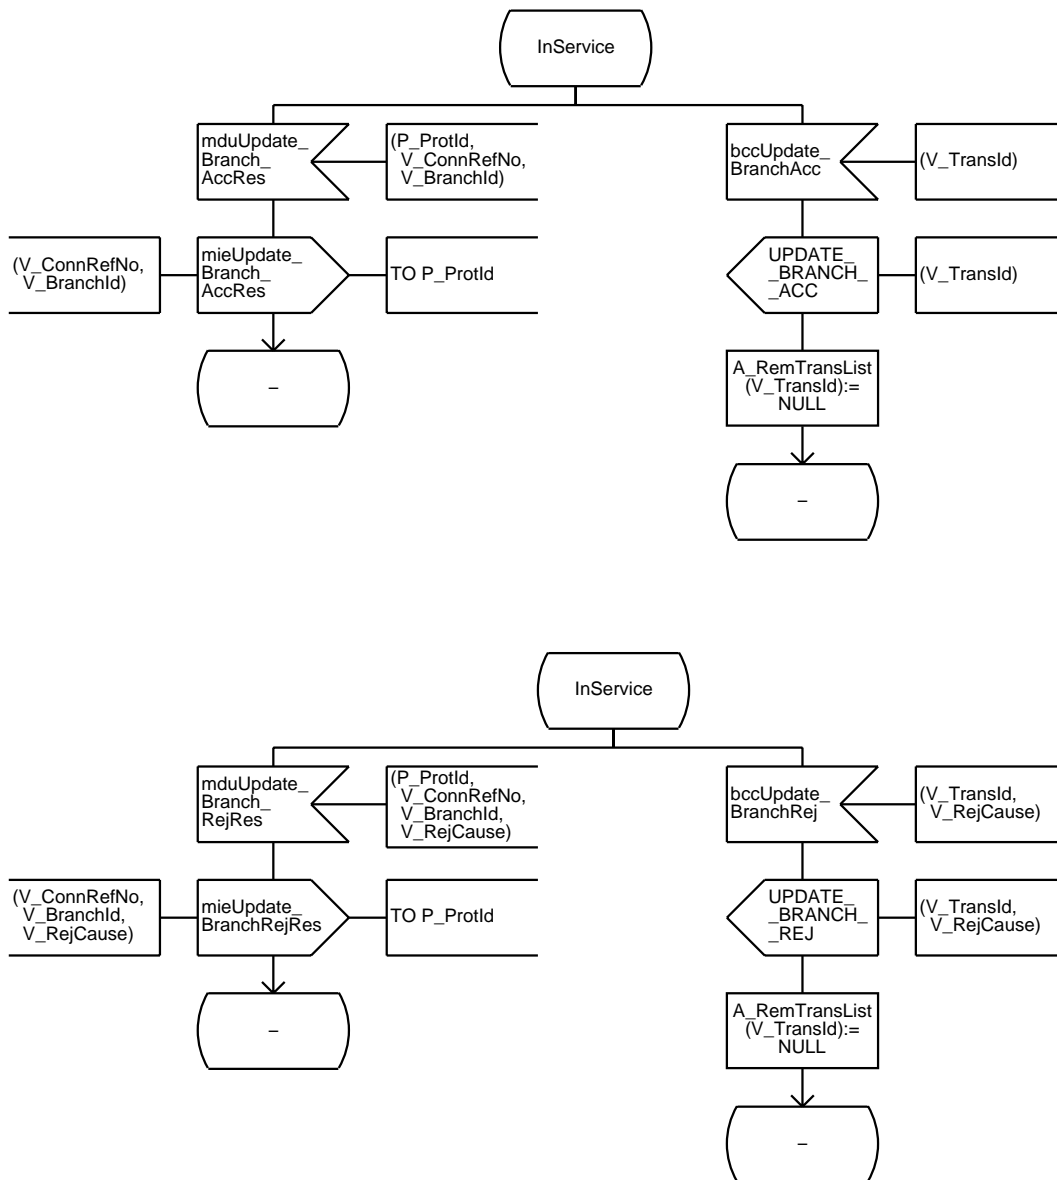 InService
mduUpdate_
Branch_
AccRes
(P_ProtId,
V_ConnRefNo,
V_BranchId)
bccUpdate_
BranchAcc
(V_TransId)
(V_ConnRefNo,
V_BranchId)
mieUpdate_
Branch_
AccRes
TO P_ProtId
UPDATE_
_BRANCH_
_ACC
(V_TransId)
–
A_RemTransList
(V_TransId):=
NULL
–
InService
mduUpdate_
Branch_
RejRes
(P_ProtId,
V_ConnRefNo,
V_BranchId,
V_RejCause)
bccUpdate_
BranchRej
(V_TransId,
V_RejCause)
(V_ConnRefNo,
V_BranchId,
V_RejCause)
mieUpdate_
BranchRejRes
TO P_ProtId
UPDATE_
_BRANCH_
_REJ
(V_TransId,
V_RejCause)
–
A_RemTransList
(V_TransId):=
NULL
–